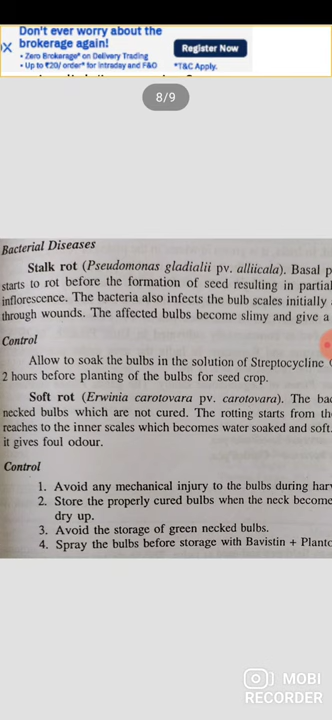 Don't ever worry about the
brokerage again!
• Zero Brokerage* on Delivery Trading
• Up to ₹20/ order* for Intraday and F&O
Register Now
*T&C Apply.
8/9
Bacterial Diseases
Stalk rot (Pseudomonas gladialii pv. alliicala). Basal p
starts to rot before the formation of seed resulting in partial
inflorescence. The bacteria also infects the bulb scales initially
through wounds. The affected bulbs become slimy and give a
Control
Allow to soak the bulbs in the solution of Streptocycline
2 hours before planting of the bulbs for seed crop.
Soft rot (Erwinia carotovara pv. carotovara). The bac
necked bulbs which are not cured. The rotting starts from th
reaches to the inner scales which becomes water soaked and soft.
it gives foul odour.
Control
1. Avoid any mechanical injury to the bulbs during har
2. Store the properly cured bulbs when the neck become
dry up.
3. Avoid the storage of green necked bulbs.
4. Spray the bulbs before storage with Bavistin + Planto
MOBI
RECORDER